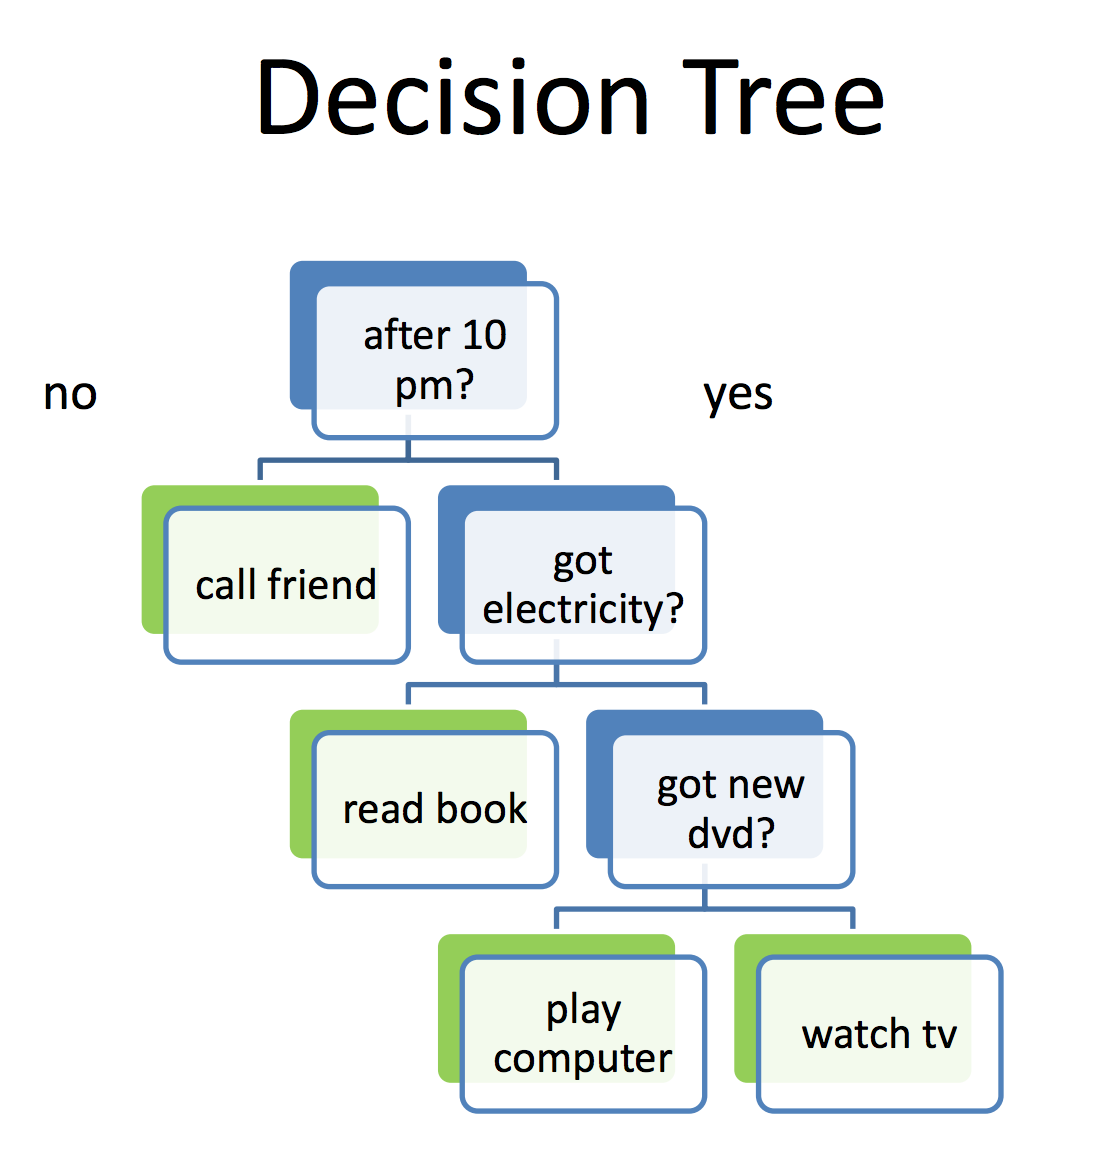 Decision Tree
after 10
pm?
no
yes
call friend
got
electricity?
read book
got new
dvd?
play
computer
watch tv